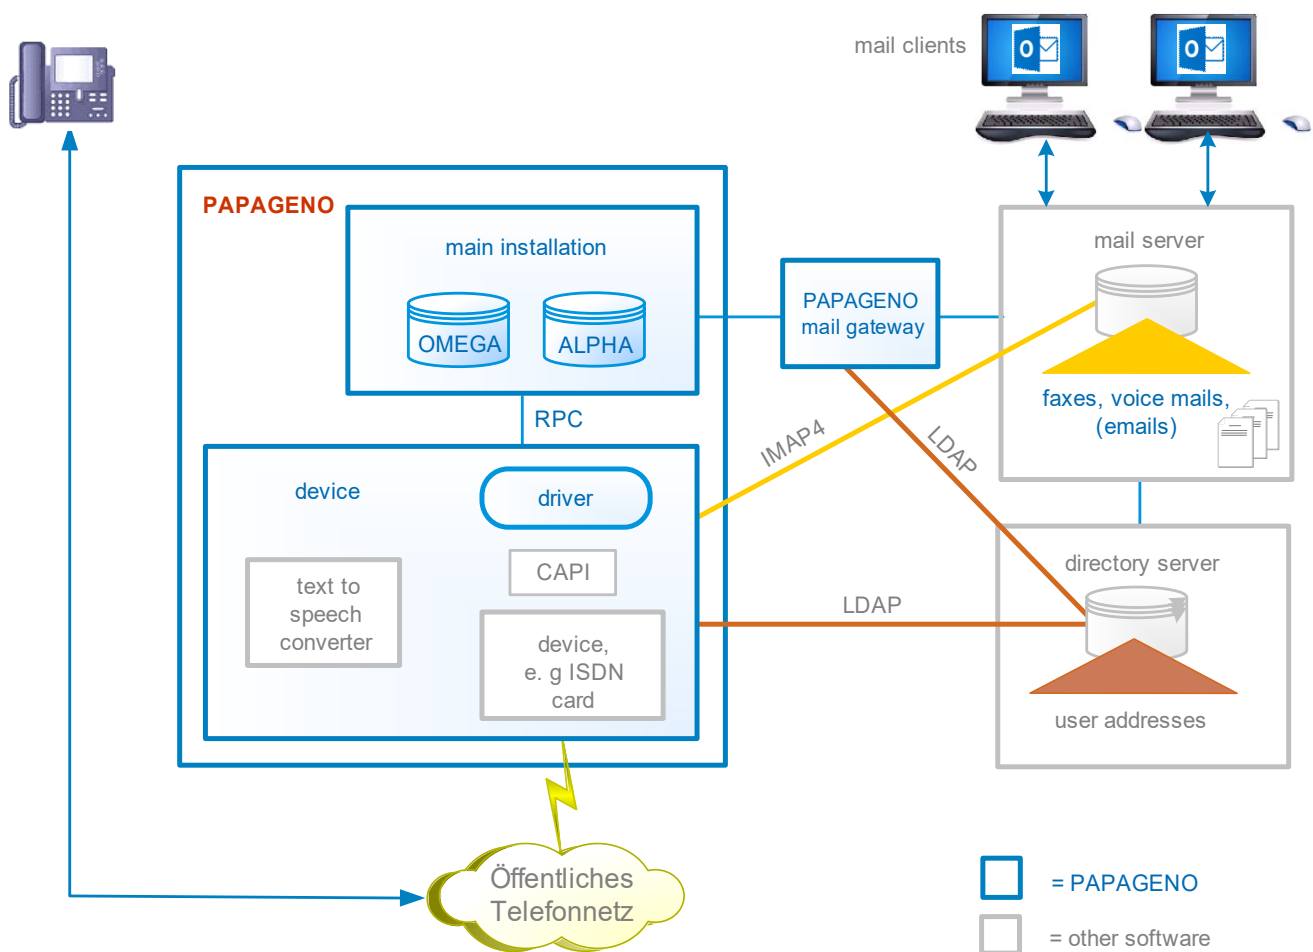 mail clients
O
O
PAPAGENO
main installation
OMEGA
ALPHA
RPC
PAPAGENO
mail gateway
mail server
faxes, voice mails,
(emails)
IMAP4
LDAP
device
driver
CAPI
text to
speech
converter
device,
e. g ISDN
card
LDAP
directory server
user addresses
Öffentliches
Telefonnetz
= PAPAGENO
= other software